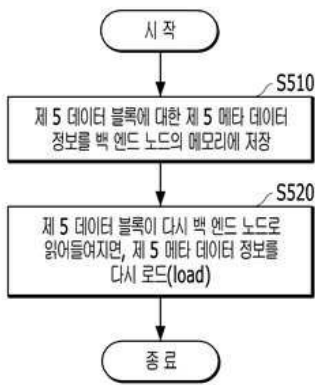 시 작
S510
제 5 데이터 블록에 대한 제 5 메타 데이터
정보를 백 엔드 노드의 메모리에 저장
S520
제 5 데이터 블록이 다시 백 엔드 노드로
읽어들여지면, 제 5 메타 데이터 정보를
다시 로드(load)
종 료